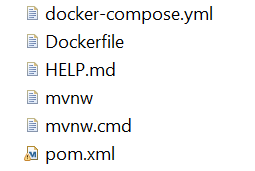 docker-compose.yml
Dockerfile
HELP.md
mvnw
mvnw.cmd
pom.xml